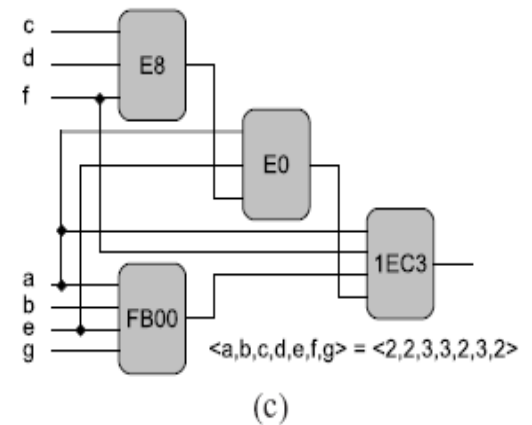 c
d
f
E8
E0
a
b
e
g
FB00
1EC3
<a,b,c,d,e,f,g> = <2,2,3,3,2,3,2>
(c)